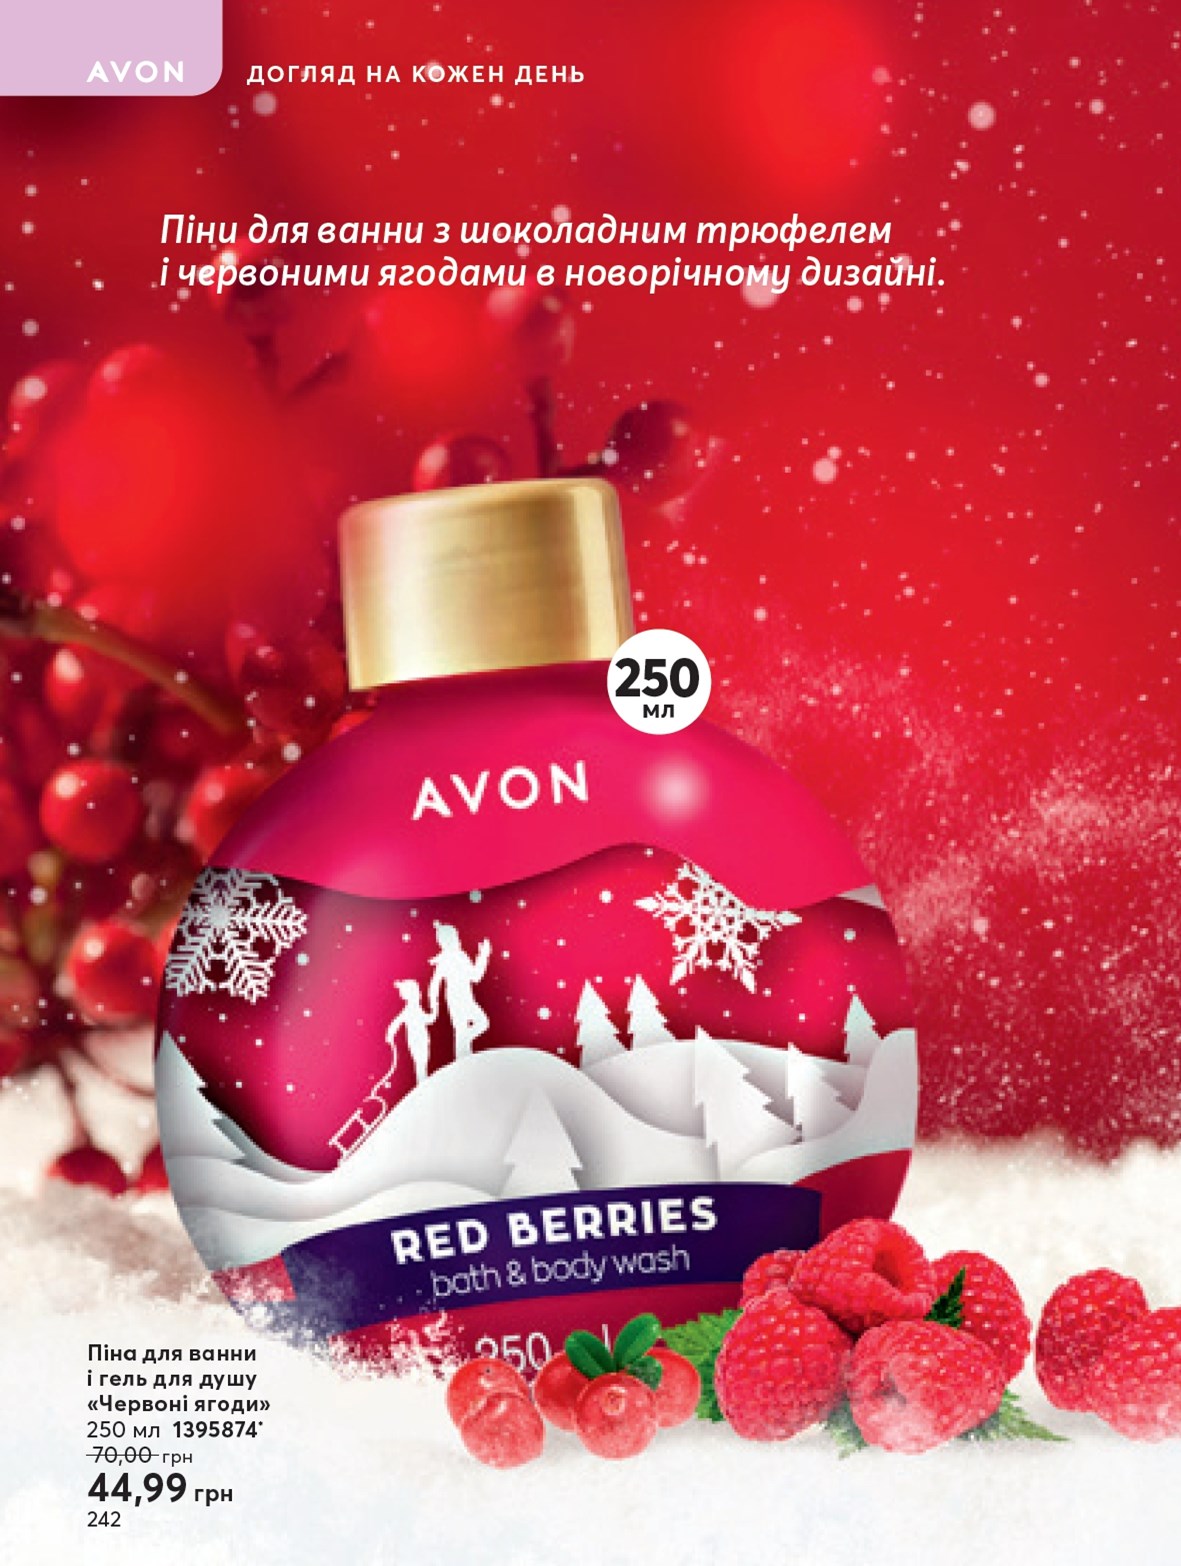 AVON
ДОГЛЯД НА КОЖЕН ДЕНЬ
Піни для ванни з шоколадним трюфелем
і червоними ягодами в новорічному дизайні.
250
мл
AVON
RED BERRIES
bath & body wash
250
Піна для ванни
і гель для душу
«Червоні ягоди»
250 мл 1395874*
70,00 грн
44,99 грн
242